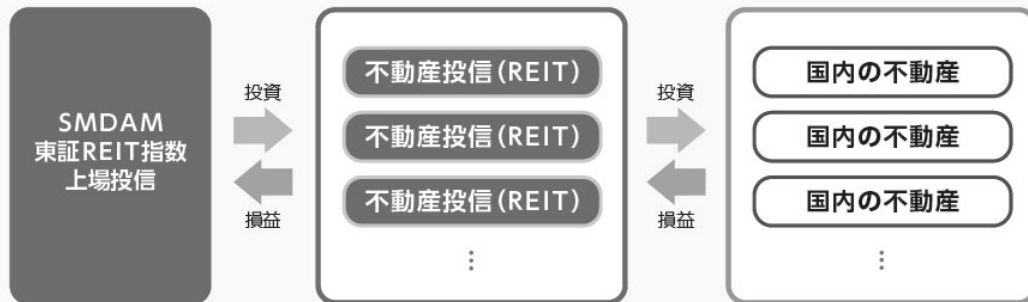 SMDAM
東証REIT指数
上場投信
投資
損益
不動産投信(REIT)
不動産投信(REIT)
不動産投信(REIT)
⋮
投資
損益
国内の不動産
国内の不動産
国内の不動産
⋮